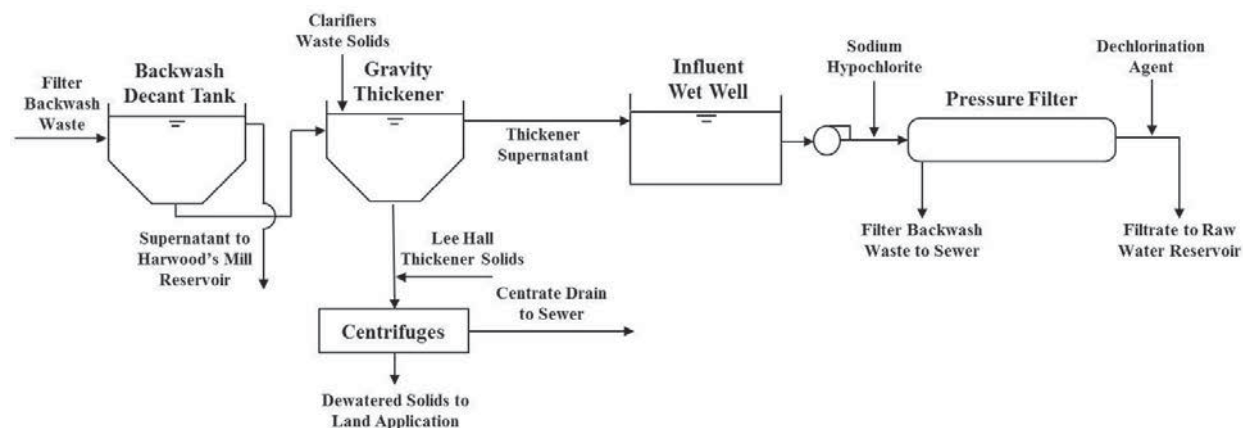 Filter
Backwash
Waste
Backwash
Decant Tank
Supernatant to
Harwood's Mill
Reservoir
Clarifiers
Waste Solids
Gravity
Thickener
Thickener
Supernatant
Lee Hall
Thickener Solids
Centrifuges
Centrate Drain
to Sewer
Dewatered Solids to
Land Application
Influent
Wet Well
Sodium
Hypochlorite
Pressure Filter
Dechlorination
Agent
Filter Backwash
Waste to Sewer
Filtrate to Raw
Water Reservoir